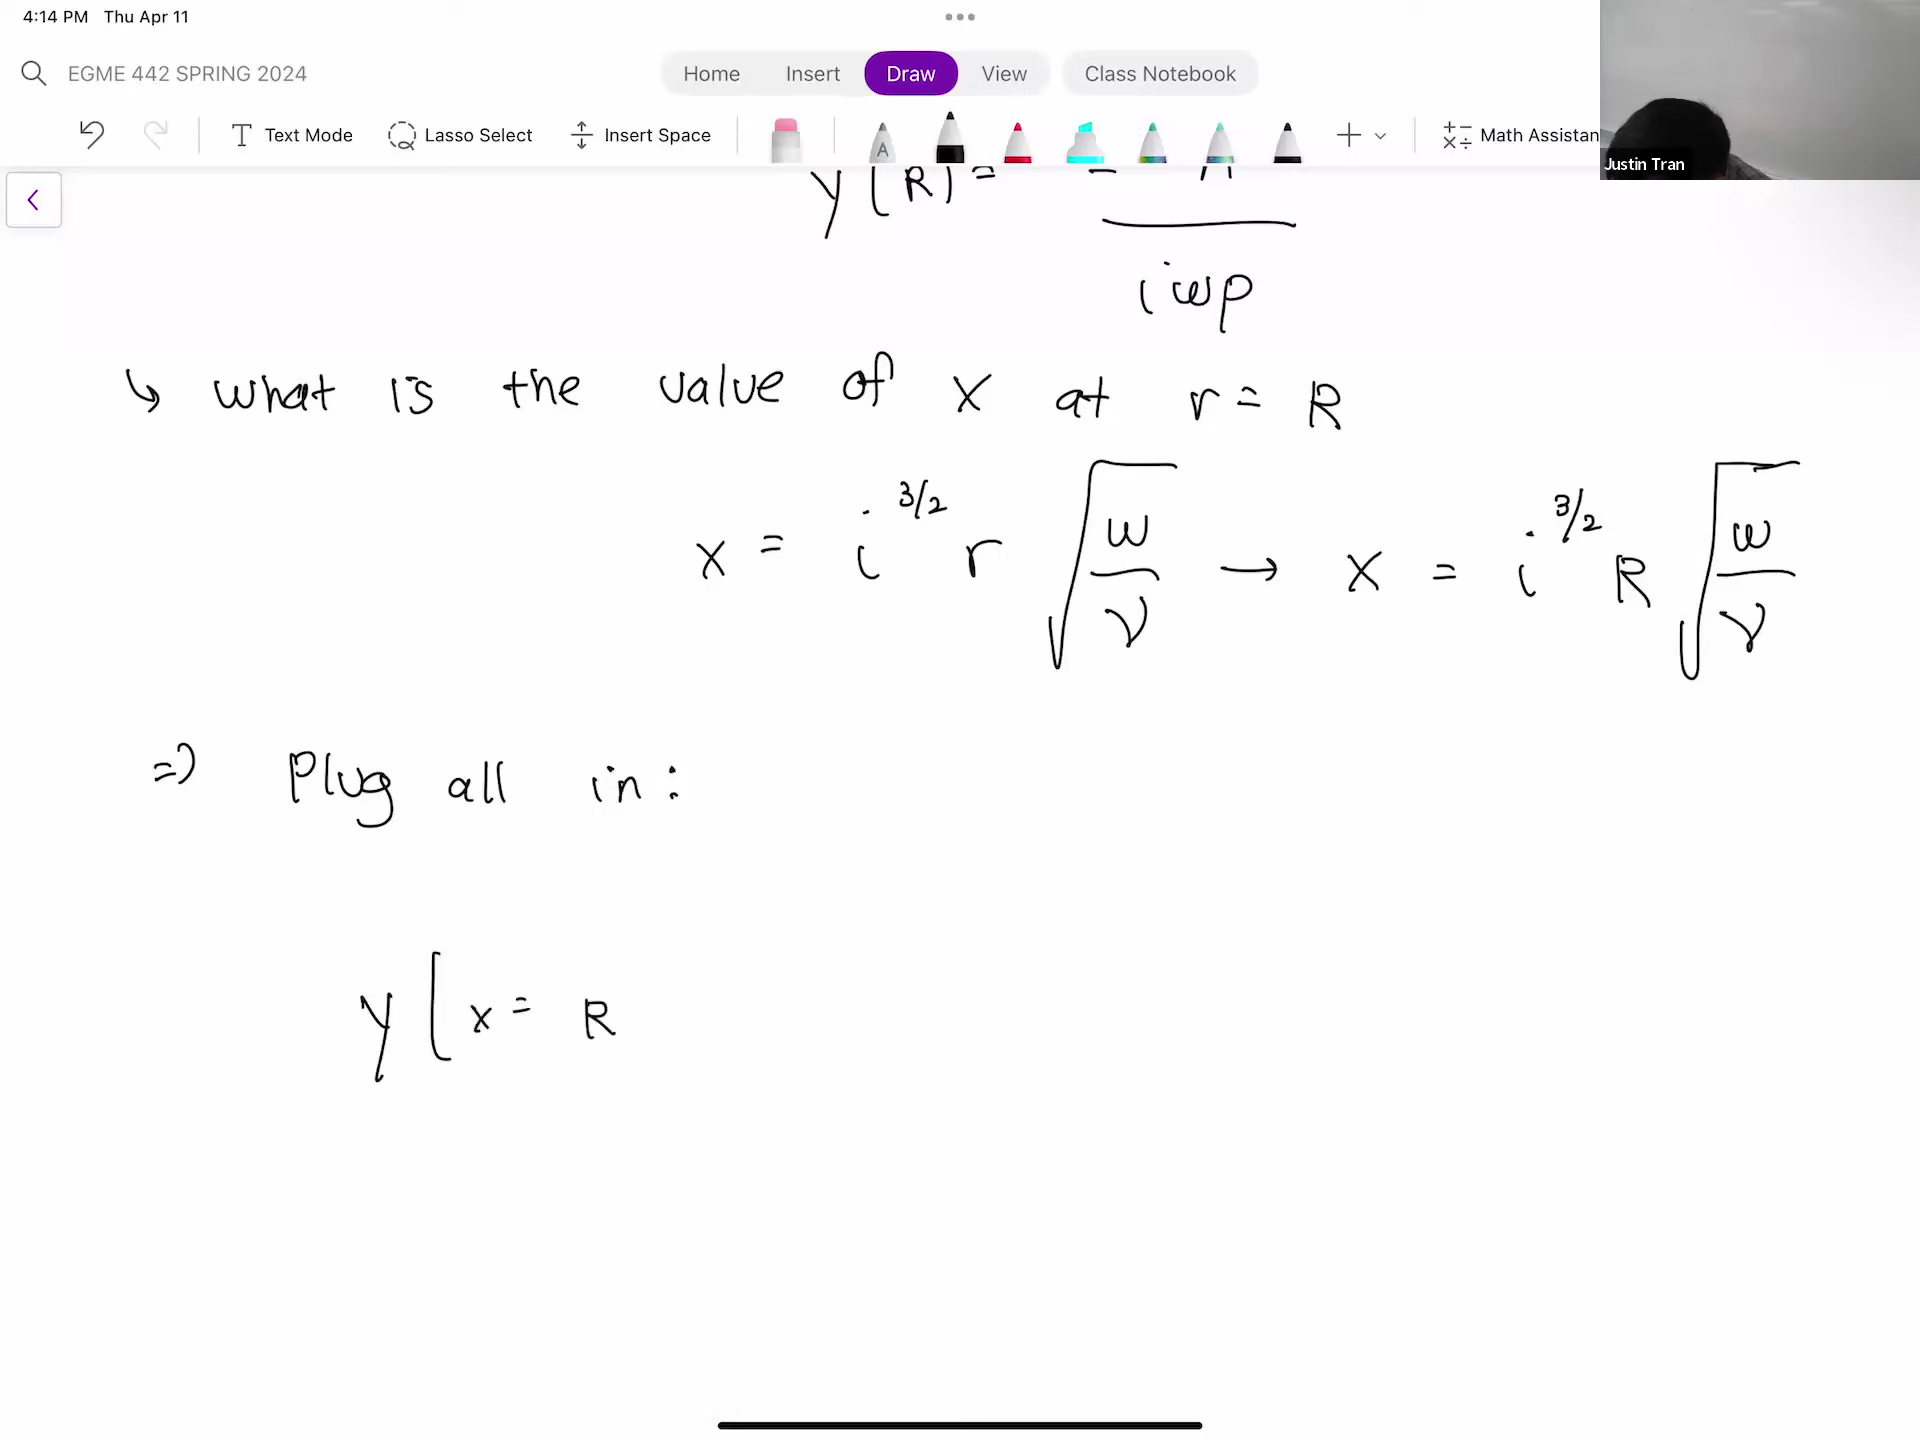 4:14 PM Thu Apr 11
EGME 442 SPRING 2024
Home Insert Draw View Class Notebook
Text Mode Lasso Select Insert Space A Math Assistan
Justin Tran
y(R) = - A / iωρ
↳ what is the value of x at r = R
x = i^3/2 r √(ω/ν) → x = i^3/2 R √(ω/ν)
=) Plug all in:
y [ x = R